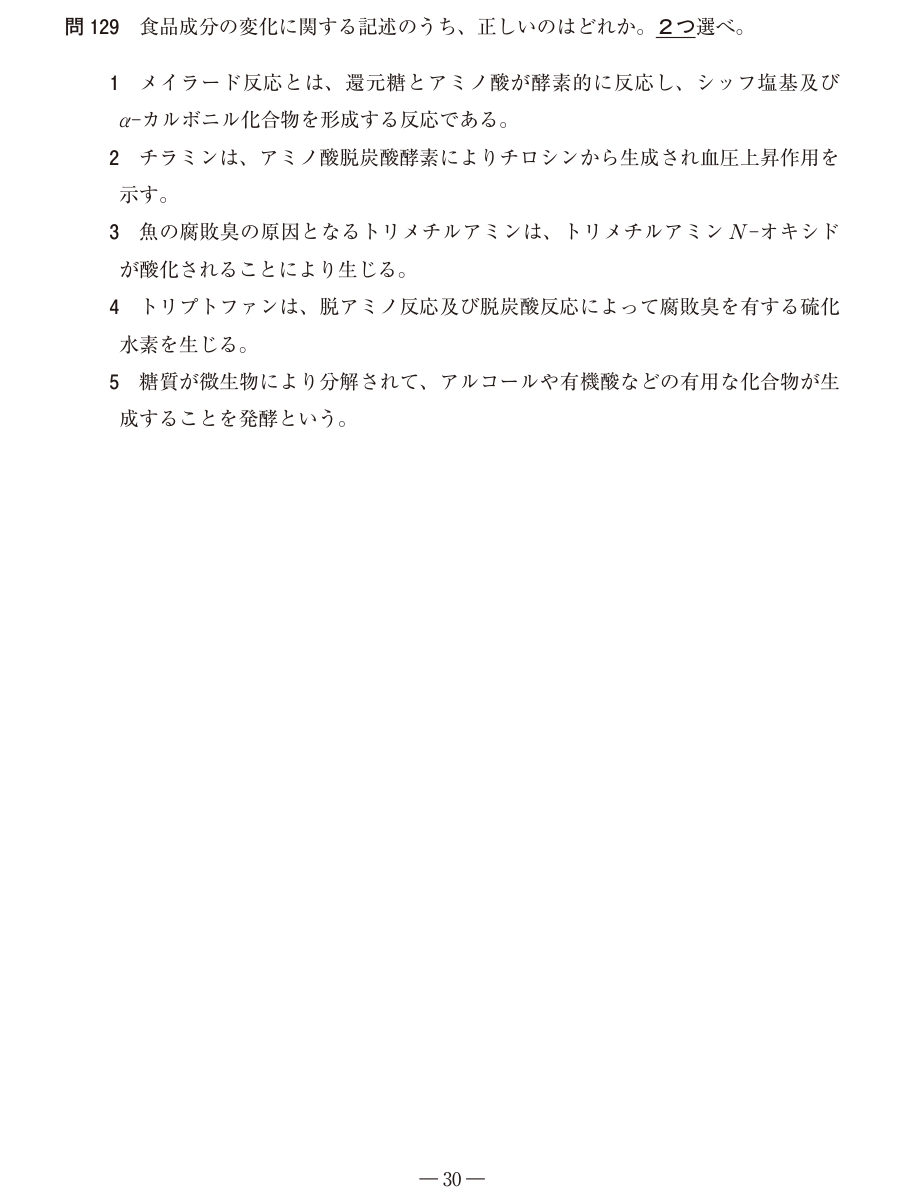 問 129　食品成分の変化に関する記述のうち、正しいのはどれか。２つ選べ。
1　メイラード反応とは、還元糖とアミノ酸が酵素的に反応し、シッフ塩基及び
α-カルボニル化合物を形成する反応である。
2　チラミンは、アミノ酸脱炭酸酵素によりチロシンから生成され血圧上昇作用を
示す。
3　魚の腐敗臭の原因となるトリメチルアミンは、トリメチルアミン N-オキシド
が酸化されることにより生じる。
4　トリプトファンは、脱アミノ反応及び脱炭酸反応によって腐敗臭を有する硫化
水素を生じる。
5　糖質が微生物により分解されて、アルコールや有機酸などの有用な化合物が生
成することを発酵という。
— 30 —